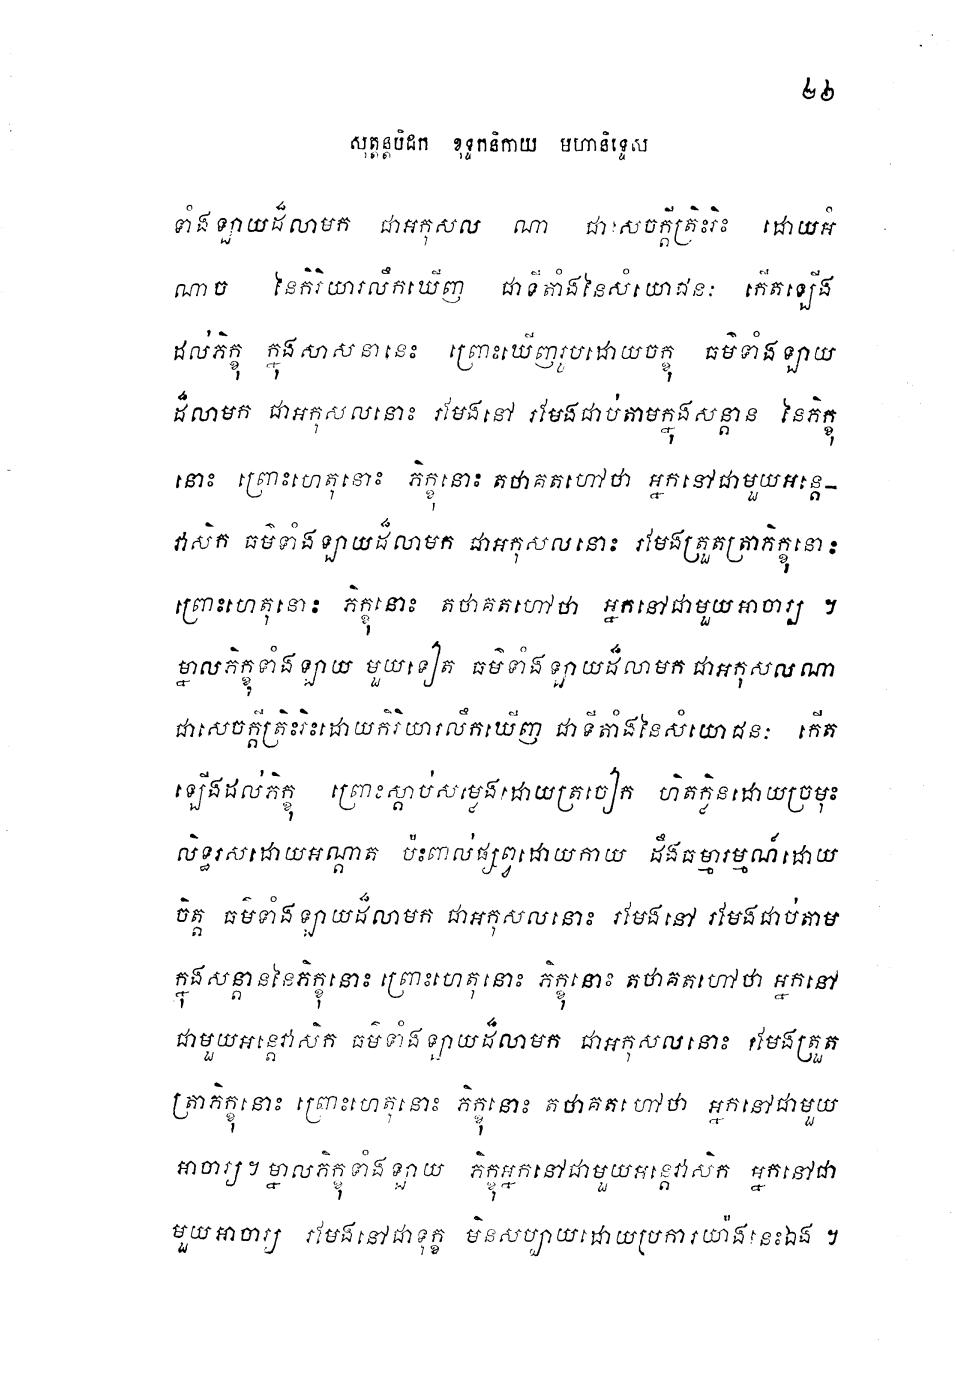 ៤៦
សុត្តន្តបិដក ខុទ្ទកនិកាយ មហានិទ្ទេស
ទាំងឡាយដ៏លាមក ជាអកុសល ណា ជាសេចក្តីត្រិះរិះ ដោយអំ
ណាច នៃកិរិយារលឹកឃើញ ជាទីតាំងនៃសំយោជនៈ កើតឡើង
ដល់ភិក្ខុ ក្នុងសាសនានេះ ព្រោះឃើញរូបដោយចក្ខុ ធម៌ទាំងឡាយ
ដ៏លាមក ជាអកុសលនោះ រមែងនៅ រមែងជាប់តាមក្នុងសន្តាន នៃភិក្ខុ
នោះ ព្រោះហេតុនោះ ភិក្ខុនោះ តថាគតហៅថា អ្នកនៅជាមួយអន្តេ-
វាសិក ធម៌ទាំងឡាយដ៏លាមក ជាអកុសលនោះ រមែងគ្រួតត្រាភិក្ខុនោះ
ព្រោះហេតុនោះ ភិក្ខុនោះ តថាគតហៅថា អ្នកនៅជាមួយអាចារ្យ ។
ម្នាលភិក្ខុទាំងឡាយ មួយទៀត ធម៌ទាំងឡាយដ៏លាមក ជាអកុសលណា
ជាសេចក្តីត្រិះរិះដោយកិរិយារលឹកឃើញ ជាទីតាំងនៃសំយោជនៈ កើត
ឡើងដល់ភិក្ខុ ព្រោះស្តាប់សម្លេងដោយត្រចៀក ហិតក្លិនដោយច្រមុះ
លិទ្ធរសដោយអណ្តាត ប៉ះពាល់ផ្សព្វដោយកាយ ដឹងធម្មារម្មណ៍ដោយ
ចិត្ត ធម៌ទាំងឡាយដ៏លាមក ជាអកុសលនោះ រមែងនៅ រមែងជាប់តាម
ក្នុងសន្តាននៃភិក្ខុនោះ ព្រោះហេតុនោះ ភិក្ខុនោះ តថាគតហៅថា អ្នកនៅ
ជាមួយអន្តេវាសិក ធម៌ទាំងឡាយដ៏លាមក ជាអកុសលនោះ រមែងគ្រួត
ត្រាភិក្ខុនោះ ព្រោះហេតុនោះ ភិក្ខុនោះ តថាគតហៅថា អ្នកនៅជាមួយ
អាចារ្យ។ ម្នាលភិក្ខុទាំងឡាយ ភិក្ខុអ្នកនៅជាមួយអន្តេវាសិក អ្នកនៅជា
មួយអាចារ្យ រមែងនៅជាទុក្ខ មិនសប្បាយដោយប្រការយ៉ាងនេះឯង ។